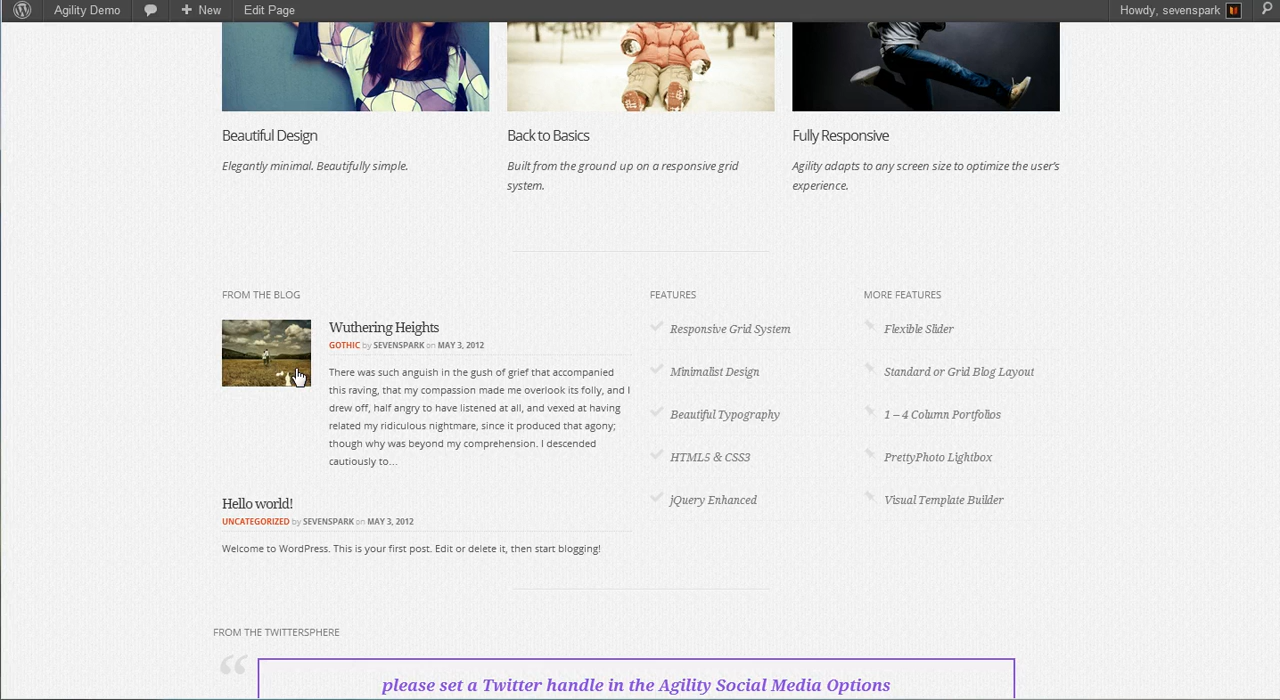 Agility Demo New Edit Page Howdy, sevenspark
Beautiful Design
Elegantly minimal. Beautifully simple.
Back to Basics
Built from the ground up on a responsive grid
system.
Fully Responsive
Agility adapts to any screen size to optimize the user's
experience.
FROM THE BLOG
Wuthering Heights
GOTHIC by SEVENSPARK on MAY 3, 2012
There was such anguish in the gush of grief that accompanied
this raving, that my compassion made me overlook its folly, and I
drew off, half angry to have listened at all, and vexed at having
related my ridiculous nightmare, since it produced that agony;
though why was beyond my comprehension. I descended
cautiously to...
Hello world!
UNCATEGORIZED by SEVENSPARK on MAY 3, 2012
Welcome to WordPress. This is your first post. Edit or delete it, then start blogging!
FEATURES
Responsive Grid System
Minimalist Design
Beautiful Typography
HTML5 & CSS3
jQuery Enhanced
MORE FEATURES
Flexible Slider
Standard or Grid Blog Layout
1 – 4 Column Portfolios
PrettyPhoto Lightbox
Visual Template Builder
FROM THE TWITTERSPHERE
please set a Twitter handle in the Agility Social Media Options